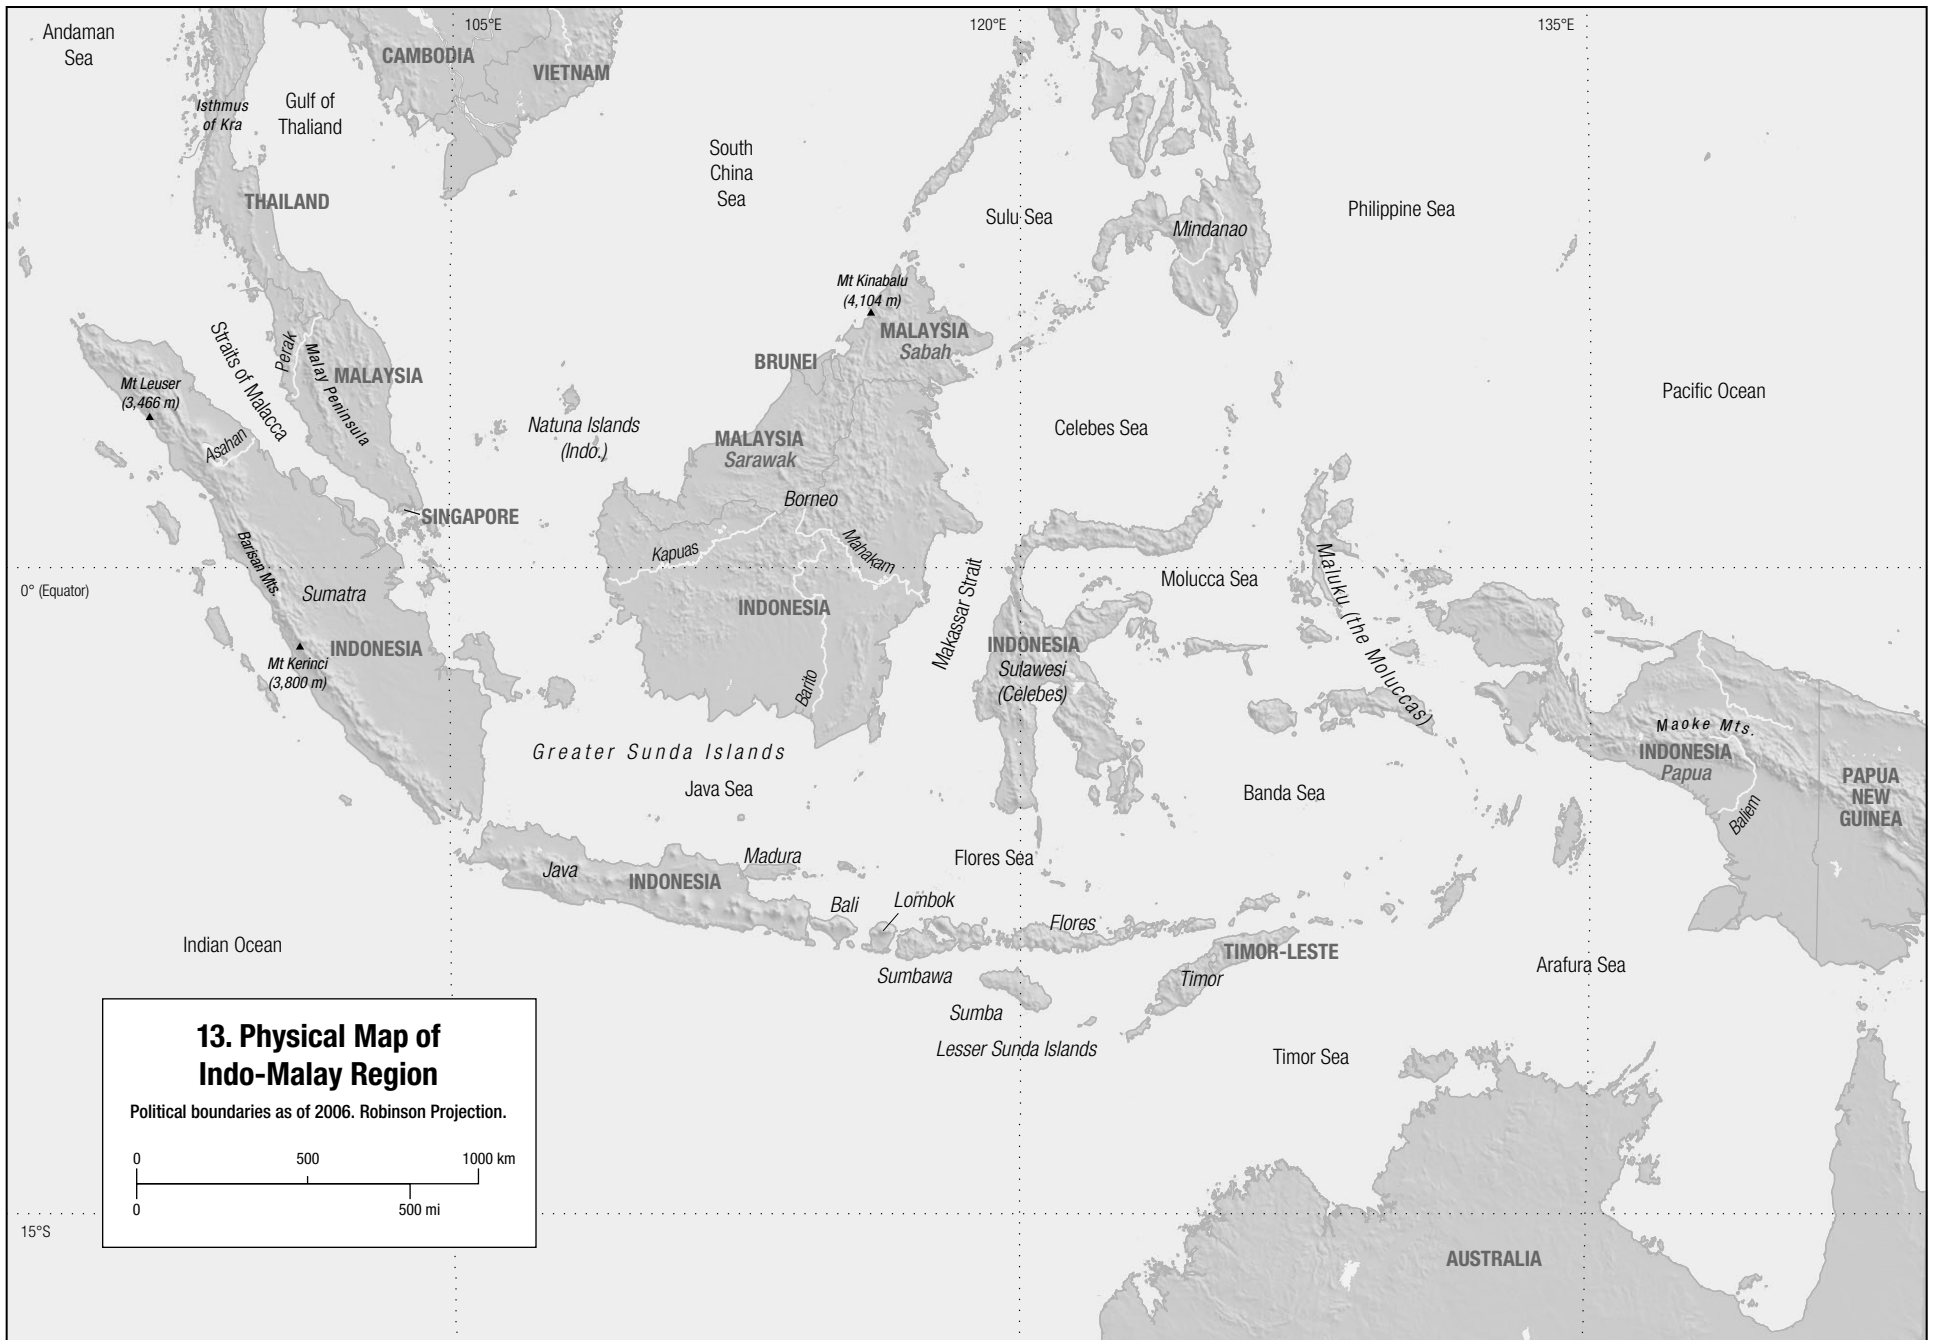 105°E
120°E
135°E
Andaman
Sea
CAMBODIA
VIETNAM
Isthmus
of Kra
Gulf of
Thaliand
South
China
Sea
THAILAND
Sulu Sea
Mindanao
Philippine Sea
Mt Kinabalu
(4,104 m)
MALAYSIA
Sabah
BRUNEI
Straits of Malacca
Perak
Malay Peninsula
MALAYSIA
Mt Leuser
(3,466 m)
Asahan
Pacific Ocean
Natuna Islands
(Indo.)
Celebes Sea
MALAYSIA
Sarawak
Borneo
SINGAPORE
Barisan Mts.
Kapuas
Mahakam
Makassar Strait
Molucca Sea
Maluku (the Moluccas)
0° (Equator)
Sumatra
INDONESIA
INDONESIA
INDONESIA
Sulawesi
(Celebes)
Mt Kerinci
(3,800 m)
Barito
Maoke Mts.
INDONESIA
Papua
PAPUA
NEW
GUINEA
Baliem
Greater Sunda Islands
Java Sea
Banda Sea
Flores Sea
Madura
Java
INDONESIA
Bali
Lombok
Flores
TIMOR-LESTE
Timor
Indian Ocean
Sumbawa
Arafura Sea
Sumba
Lesser Sunda Islands
Timor Sea
13. Physical Map of
Indo-Malay Region
Political boundaries as of 2006. Robinson Projection.
0 500 1000 km
0 500 mi
15°S
AUSTRALIA